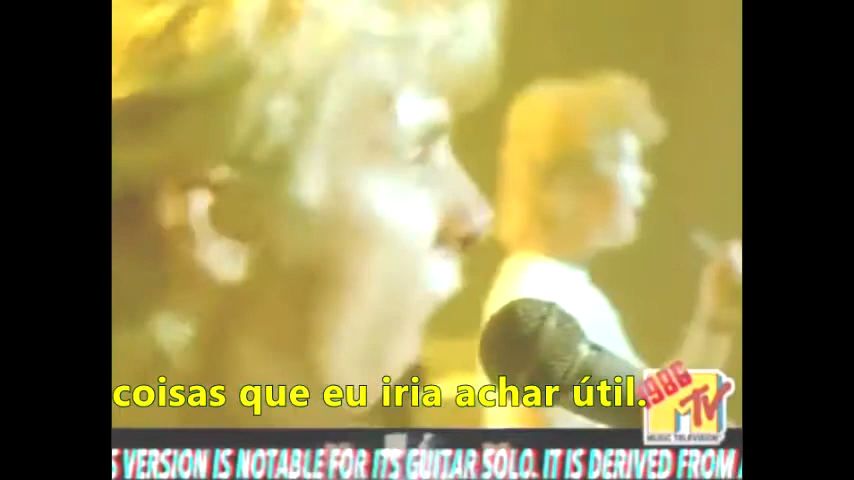 coisas que eu iria achar útil.
1986
MTV
MUSIC TELEVISION
S VERSION IS NOTABLE FOR ITS GUITAR SOLO. IT IS DERIVED FROM